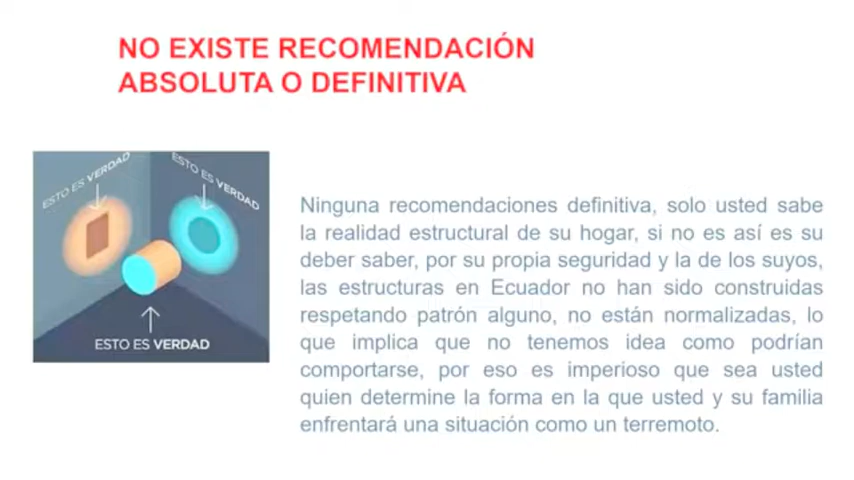 NO EXISTE RECOMENDACIÓN
ABSOLUTA O DEFINITIVA
ESTO ES VERDAD
ESTO ES VERDAD
ESTO ES VERDAD
Ninguna recomendaciones definitiva, solo usted sabe
la realidad estructural de su hogar, si no es así es su
deber saber, por su propia seguridad y la de los suyos,
las estructuras en Ecuador no han sido construidas
respetando patrón alguno, no están normalizadas, lo
que implica que no tenemos idea como podrían
comportarse, por eso es imperioso que sea usted
quien determine la forma en la que usted y su familia
enfrentará una situación como un terremoto.